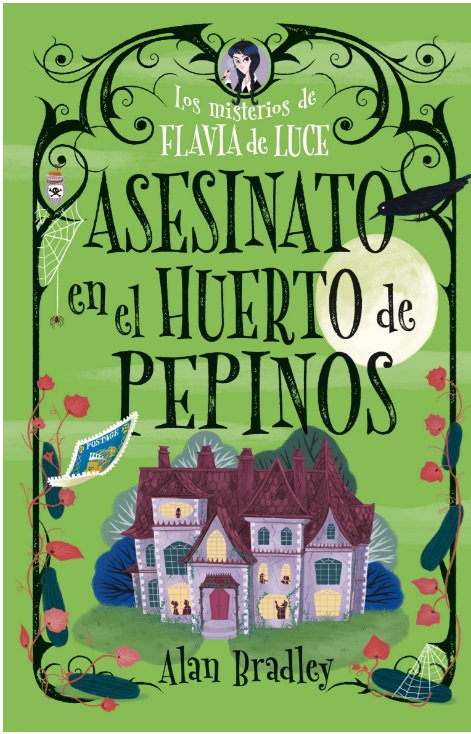 Los misterios de
FLAVIA de LUCE
ASESINATO
en el HUERTO de
PEPINOS
POSTAGE
Alan Bradley